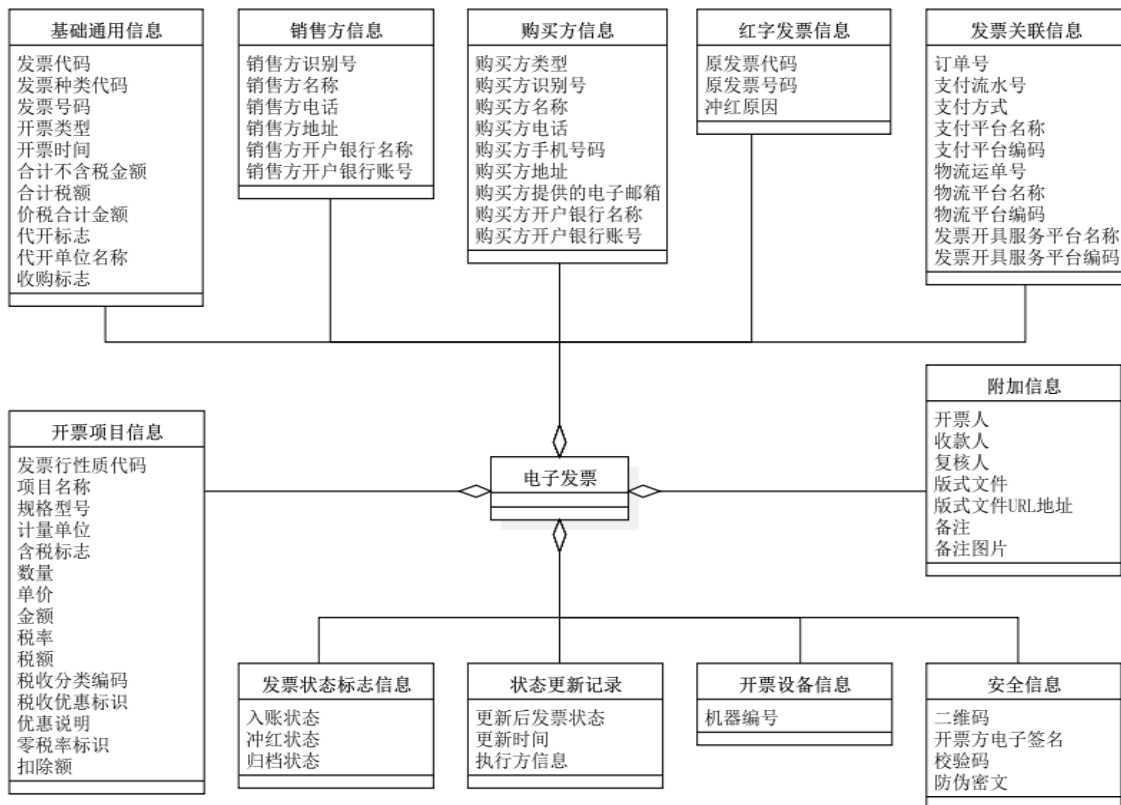 基础通用信息
发票代码
发票种类代码
发票号码
开票类型
开票时间
合计不含税金额
合计税额
价税合计金额
代开标志
代开单位名称
收购标志
销售方信息
销售方识别号
销售方名称
销售方电话
销售方地址
销售方开户银行名称
销售方开户银行账号
购买方信息
购买方类型
购买方识别号
购买方名称
购买方电话
购买方手机号码
购买方地址
购买方提供的电子邮箱
购买方开户银行名称
购买方开户银行账号
红字发票信息
原发票代码
原发票号码
冲红原因
发票关联信息
订单号
支付流水号
支付方式
支付平台名称
支付平台编码
物流运单号
物流平台名称
物流平台编码
发票开具服务平台名称
发票开具服务平台编码
开票项目信息
发票行性质代码
项目名称
规格型号
计量单位
含税标志
数量
单价
金额
税率
税额
税收分类编码
税收优惠标识
优惠说明
零税率标识
扣除额
电子发票
附加信息
开票人
收款人
复核人
版式文件
版式文件URL地址
备注
备注图片
发票状态标志信息
入账状态
冲红状态
归档状态
状态更新记录
更新后发票状态
更新时间
执行方信息
开票设备信息
机器编号
安全信息
二维码
开票方电子签名
校验码
防伪密文